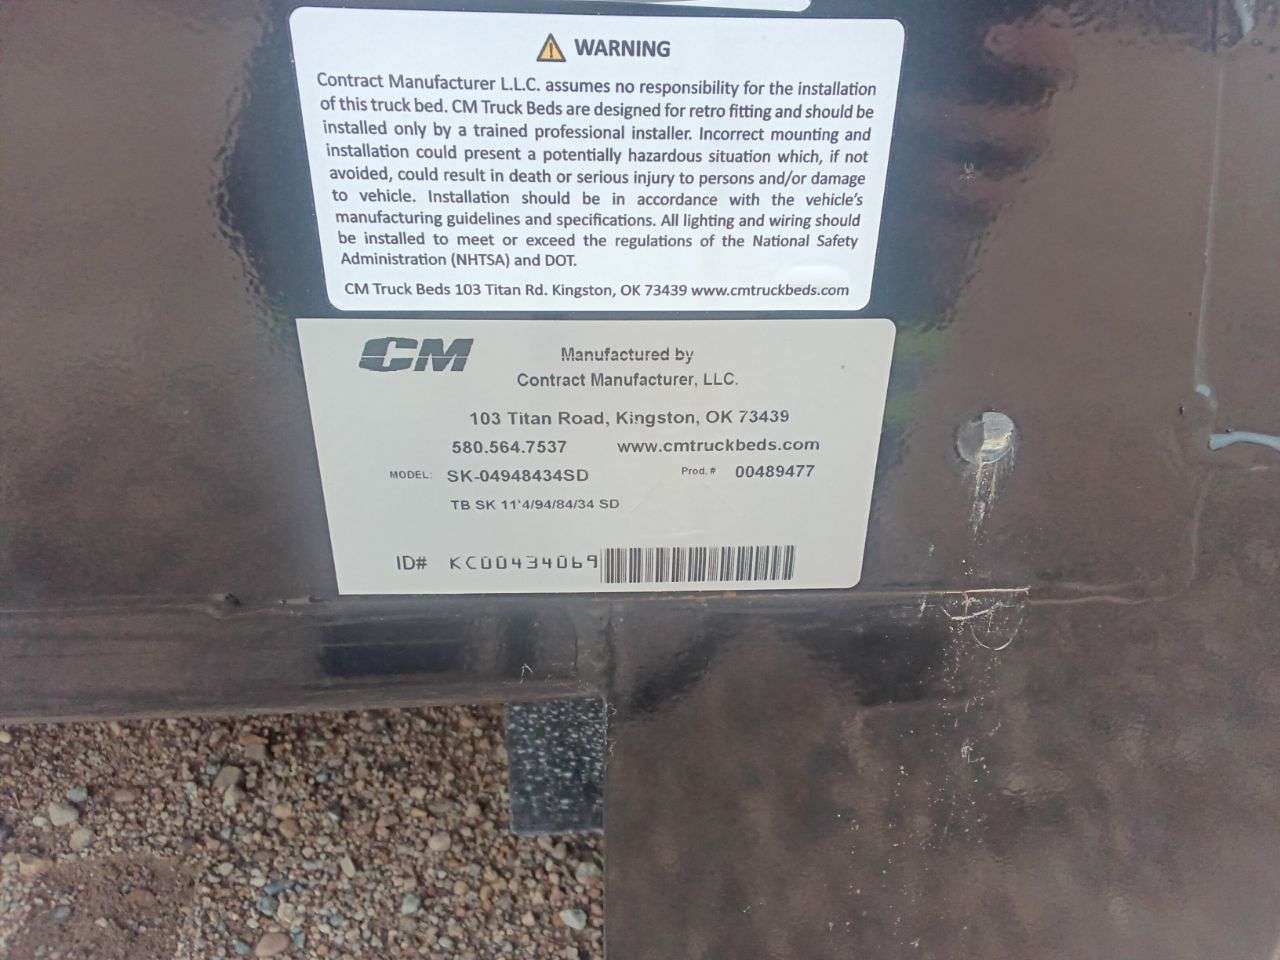 WARNING
Contract Manufacturer L.L.C. assumes no responsibility for the installation
of this truck bed. CM Truck Beds are designed for retro fitting and should be
installed only by a trained professional installer. Incorrect mounting and
installation could present a potentially hazardous situation which, if not
avoided, could result in death or serious injury to persons and/or damage
to vehicle. Installation should be in accordance with the vehicle's
manufacturing guidelines and specifications. All lighting and wiring should
be installed to meet or exceed the regulations of the National Safety
Administration (NHTSA) and DOT.
CM Truck Beds 103 Titan Rd. Kingston, OK 73439 www.cmtruckbeds.com
CM
Manufactured by
Contract Manufacturer, LLC.
103 Titan Road, Kingston, OK 73439
580.564.7537 www.cmtruckbeds.com
MODEL: SK-04948434SD Prod. # 00489477
TB SK 11'4/94/84/34 SD
ID# KC00434069